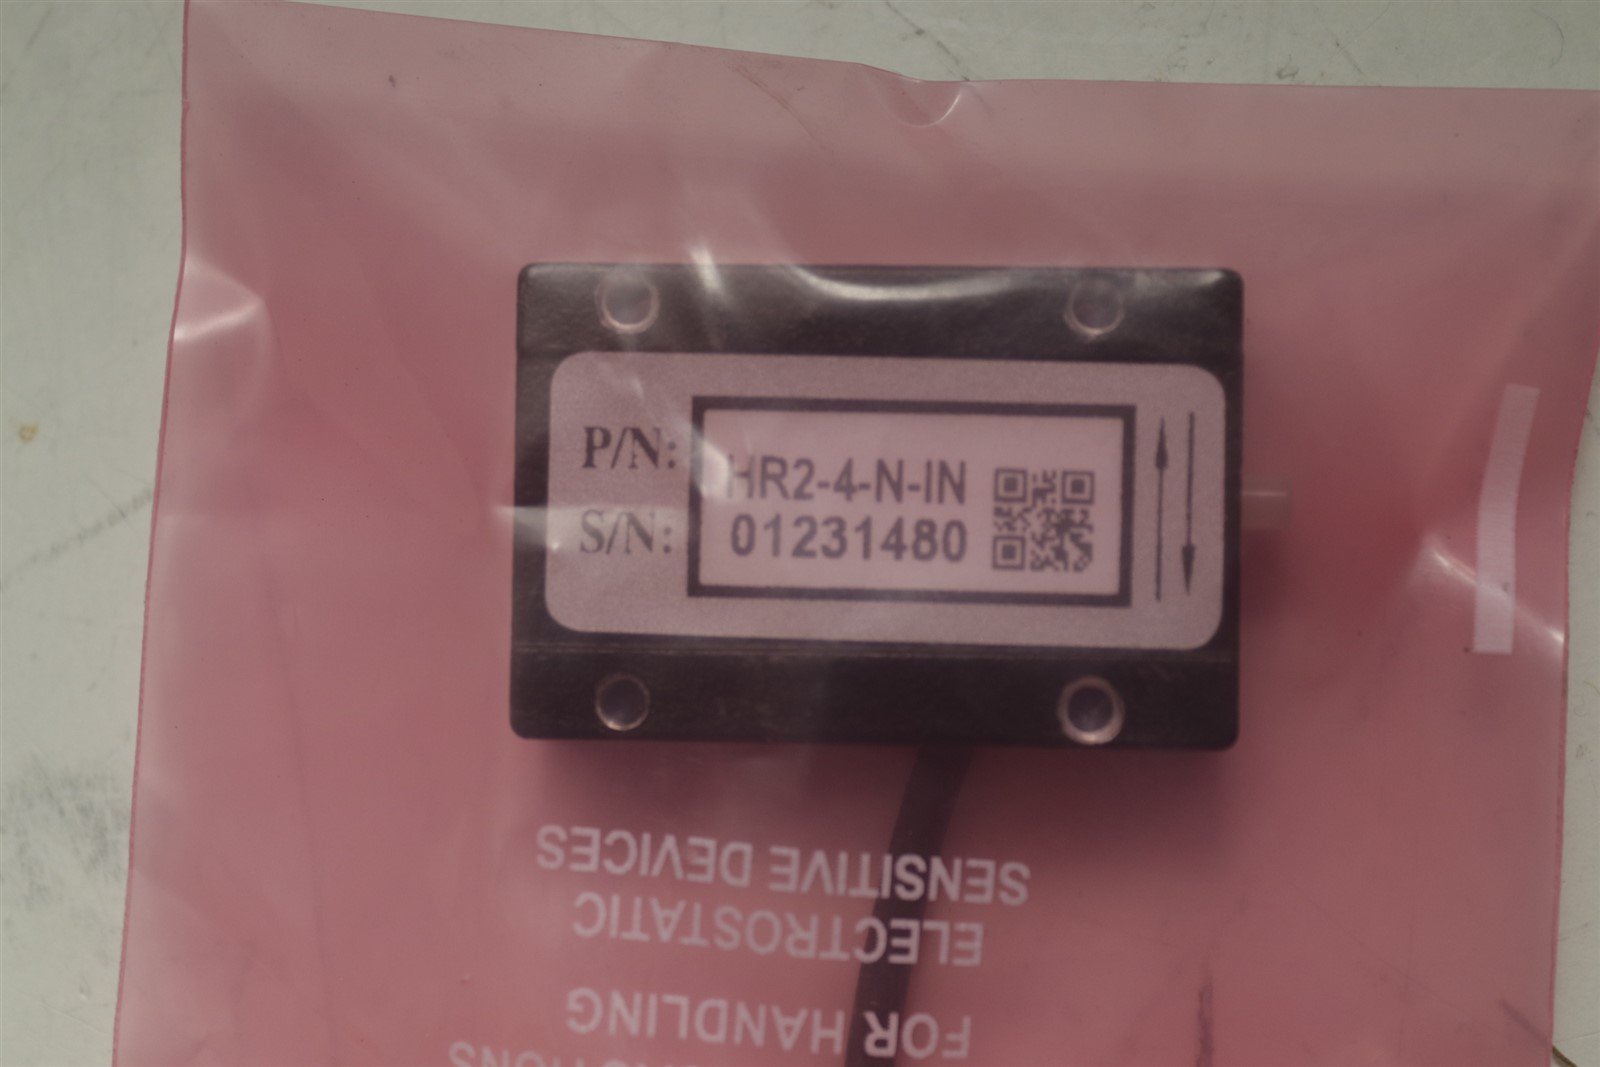 P/N: HR2-4-N-IN
S/N: 01231480
SENSITIVE DEVICES
ELECTROSTATIC
FOR HANDLING